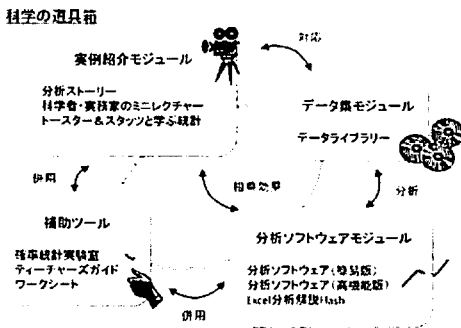 科学の道具箱
対応
実例紹介モジュール
分析ストーリー
科学者・実務家のミニレクチャー
トースター＆スタッツと学ぶ統計
データ集モジュール
データライブラリー
併用
相乗効果
分析
補助ツール
確率統計実験室
ティーチャーズガイド
ワークシート
分析ソフトウェアモジュール
分析ソフトウェア（簡易版）
分析ソフトウェア（高機能版）
Excel分析解説Flash
併用